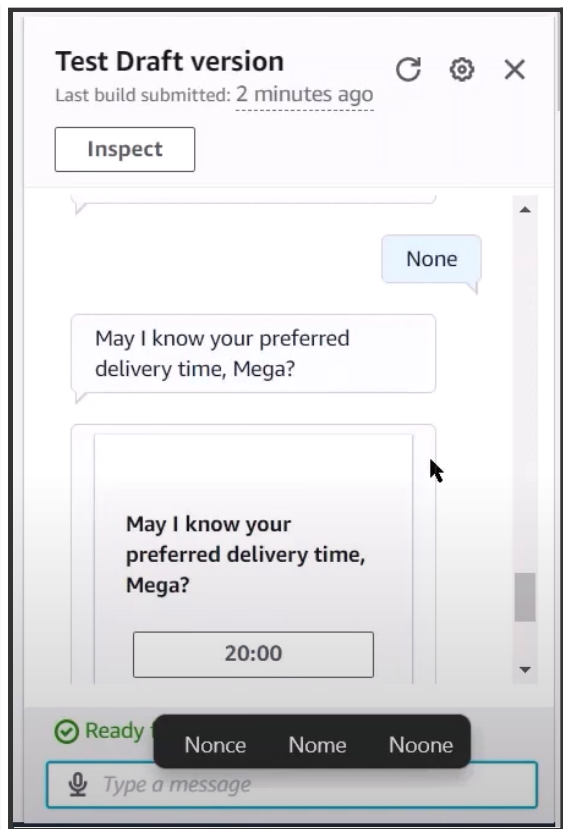 Test Draft version
Last build submitted: 2 minutes ago
Inspect
None
May I know your preferred
delivery time, Mega?
May I know your
preferred delivery time,
Mega?
20:00
Ready
Nonce Nome Noone
Type a message